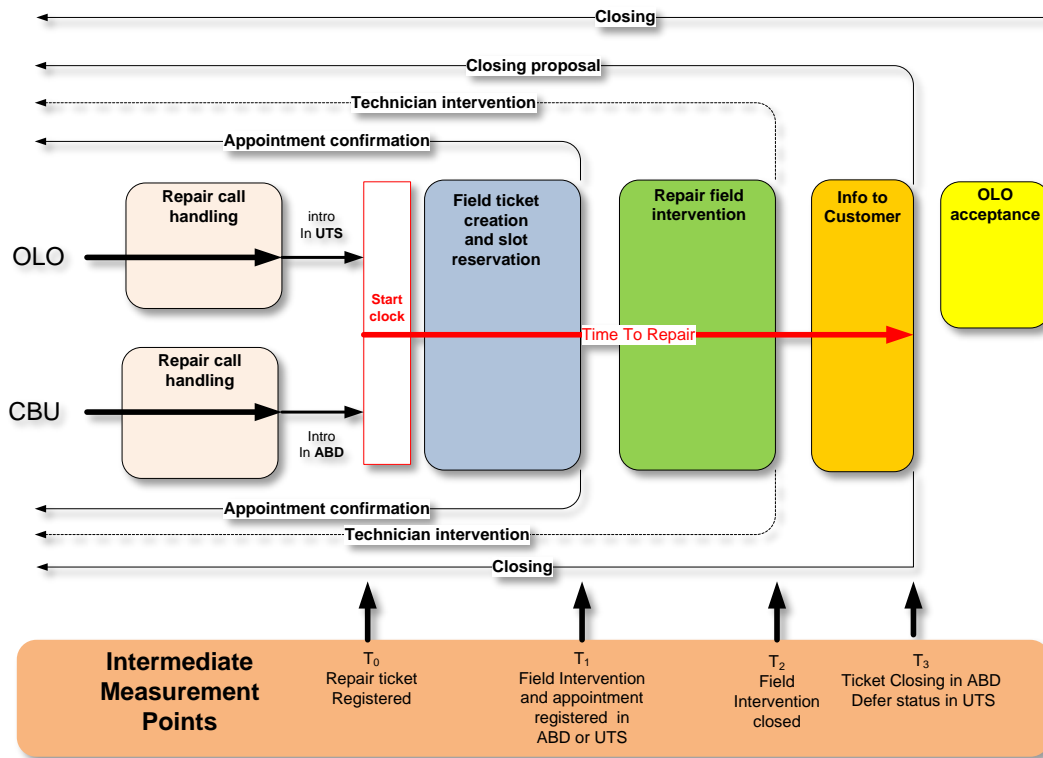 Closing
Closing proposal
Technician intervention
Appointment confirmation
Repair call
handling
Field ticket
creation
and slot
reservation
Repair field
intervention
Info to
Customer
OLO
acceptance
OLO
intro
In UTS
Start
clock
Time To Repair
Repair call
handling
CBU
Intro
In ABD
Appointment confirmation
Technician intervention
Closing
Intermediate
Measurement
Points
T0
Repair ticket
Registered
T1
Field Intervention
and appointment
registered in
ABD or UTS
T2
Field
Intervention
closed
T3
Ticket Closing in ABD
Defer status in UTS